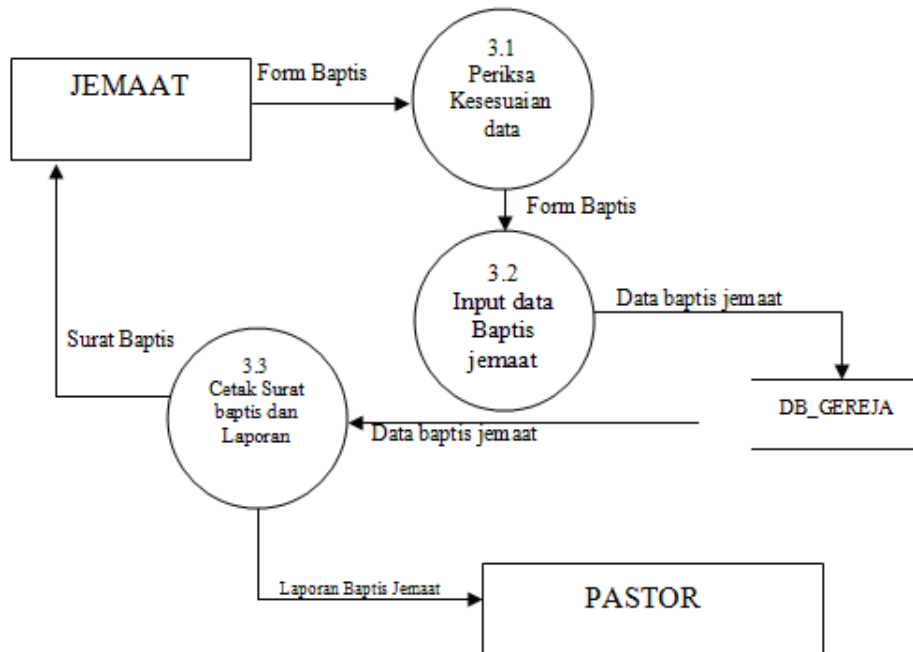 3.1
Periksa
Kesesuaian
data
Form Baptis
JEMAAT
Form Baptis
3.2
Input data
Baptis
jemaat
Data baptis jemaat
Surat Baptis
3.3
Cetak Surat
baptis dan
Laporan
DB_GEREJA
Data baptis jemaat
Laporan Baptis Jemaat
PASTOR